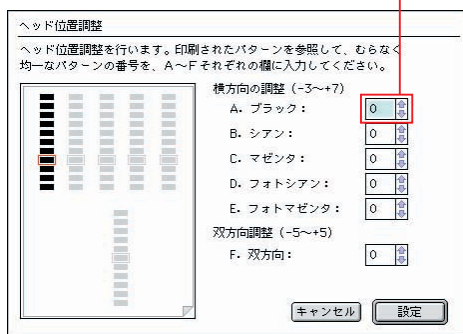 ヘッド位置調整
ヘッド位置調整を行います。印刷されたパターンを参照して、むらなく
均一なパターンの番号を、A〜Fそれぞれの欄に入力してください。
横方向の調整（-3〜+7）
A. ブラック： 0
B. シアン： 0
C. マゼンタ： 0
D. フォトシアン： 0
E. フォトマゼンタ： 0
双方向調整（-5〜+5）
F. 双方向： 0
キャンセル 設定